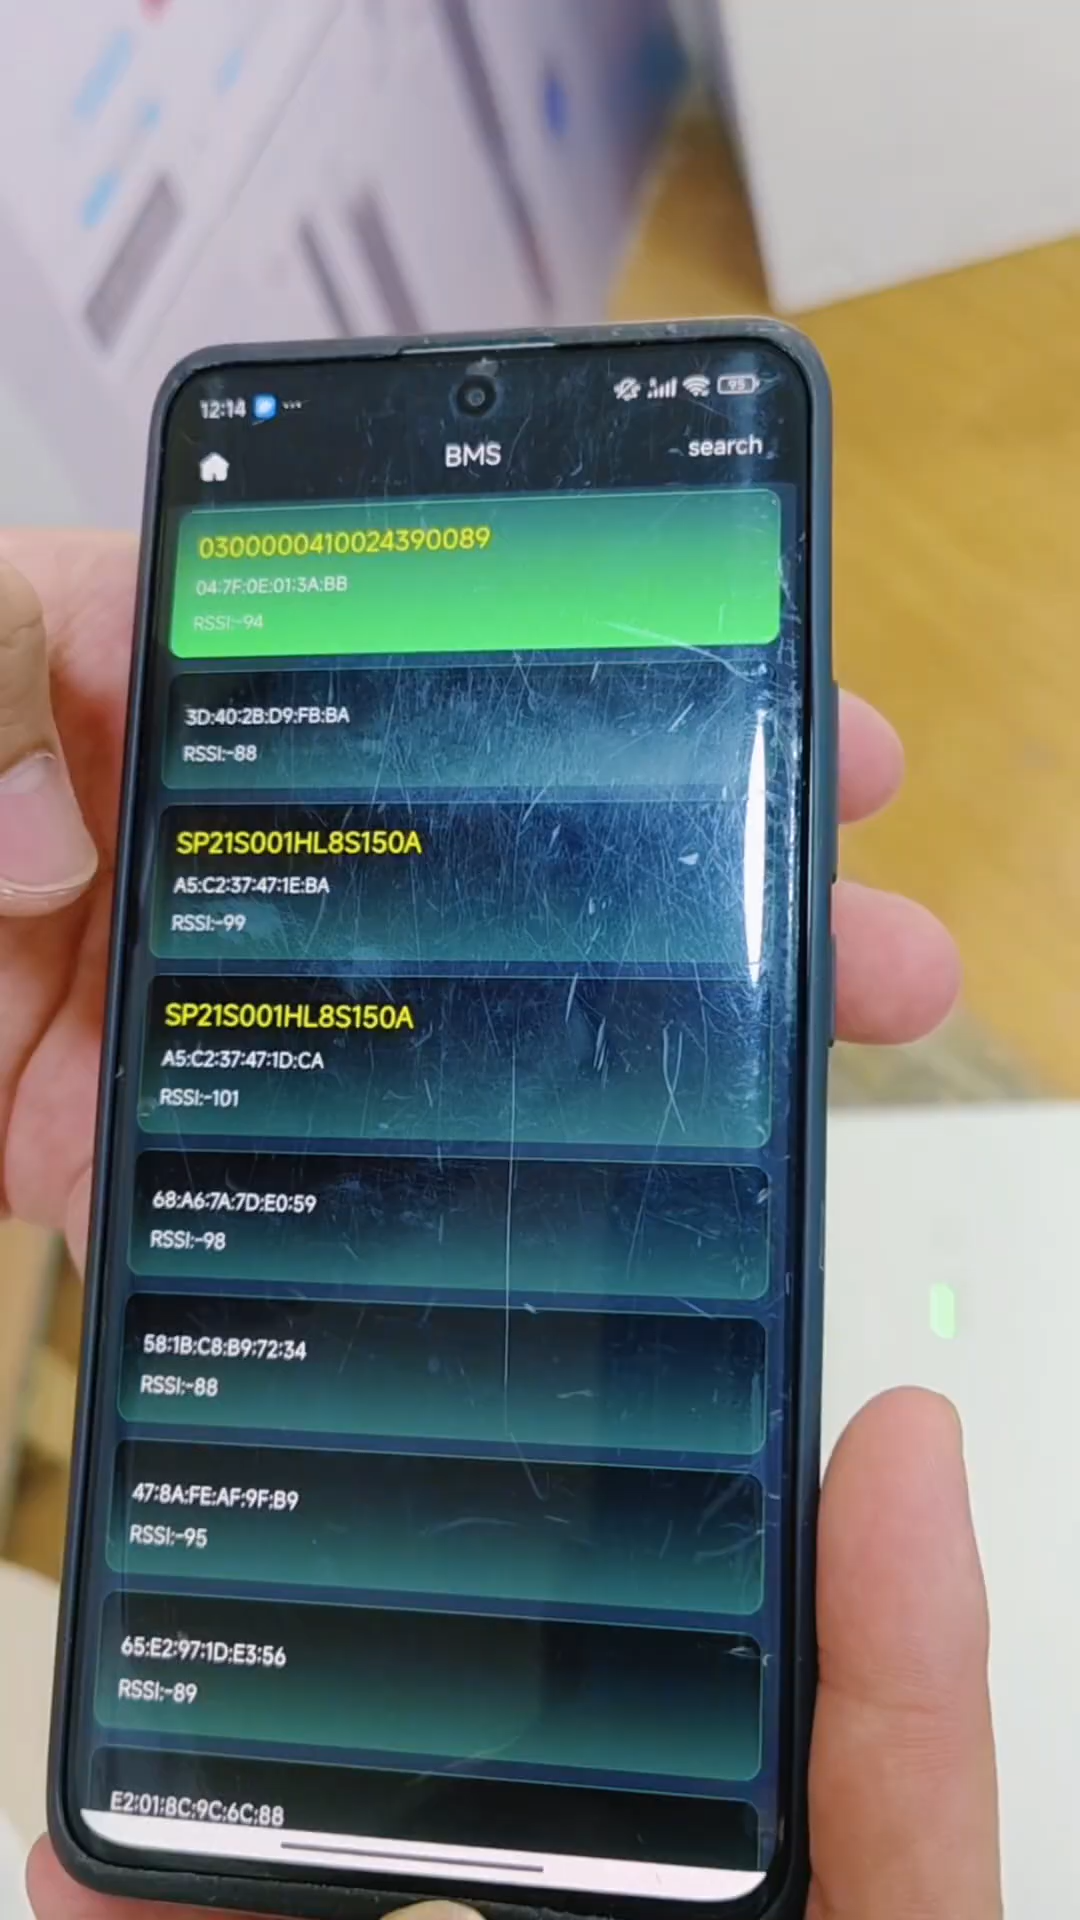 12:14
95
BMS
search
0300000410024390089
04:7F:0E:01:3A:BB
RSSI:-94
3D:40:2B:D9:FB:BA
RSSI:-88
SP21S001HL8S150A
A5:C2:37:47:1E:BA
RSSI:-99
SP21S001HL8S150A
A5:C2:37:47:1D:CA
RSSI:-101
68:A6:7A:7D:E0:59
RSSI:-98
58:1B:C8:B9:72:34
RSSI:-88
47:8A:FE:AF:9F:B9
RSSI:-95
65:E2:97:1D:E3:56
RSSI:-89
E2:01:8C:9C:6C:88